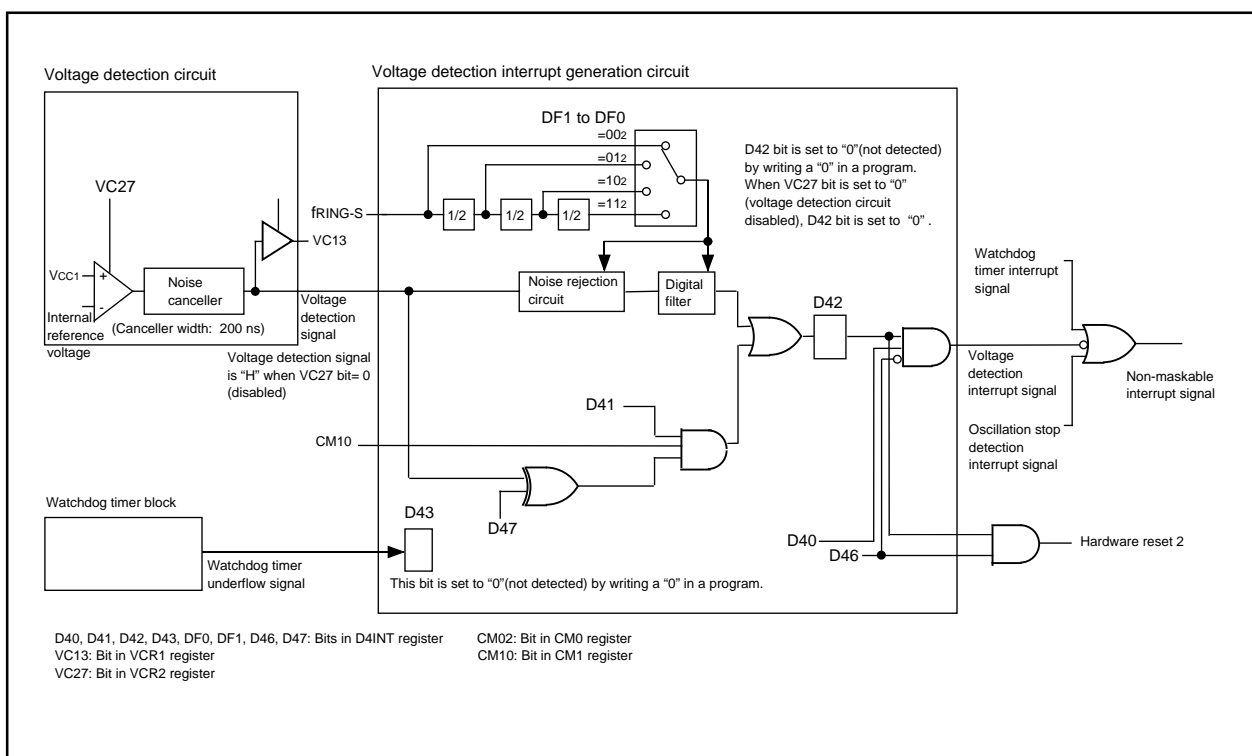 Voltage detection circuit
Voltage detection interrupt generation circuit
DF1 to DF0
=002
=012
=102
=112
D42 bit is set to “0”(not detected)
by writing a “0” in a program.
When VC27 bit is set to “0”
(voltage detection circuit
disabled), D42 bit is set to “0” .
VC27
fRING-S
1/2
1/2
1/2
VC13
VCC1
+
-
Noise
canceller
(Canceller width: 200 ns)
Internal
reference
voltage
Voltage
detection
signal
Voltage detection signal
is “H” when VC27 bit= 0
(disabled)
Noise rejection
circuit
Digital
filter
D42
Watchdog
timer interrupt
signal
Voltage
detection
interrupt signal
Non-maskable
interrupt signal
Oscillation stop
detection
interrupt signal
D41
CM10
D47
Watchdog timer block
D43
Watchdog timer
underflow signal
This bit is set to “0”(not detected) by writing a “0” in a program.
D40
D46
Hardware reset 2
D40, D41, D42, D43, DF0, DF1, D46, D47: Bits in D4INT register
VC13: Bit in VCR1 register
VC27: Bit in VCR2 register
CM02: Bit in CM0 register
CM10: Bit in CM1 register